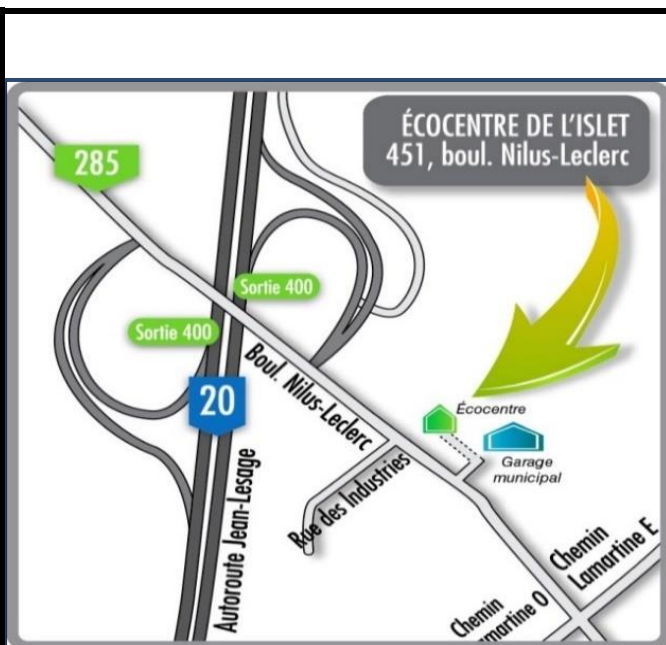 ÉCOCENTRE DE L'ISLET
451, boul. Nilus-Leclerc
285
Sortie 400
Sortie 400
20
Boul. Nilus-Leclerc
Écocentre
Garage
municipal
Rue des Industries
Autoroute Jean-Lesage
Chemin
Lamartine E
Chemin
amartine O